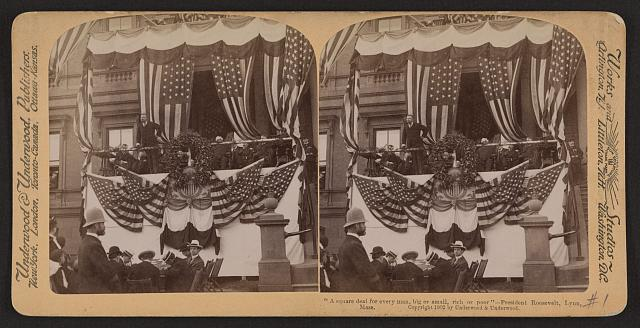 Underwood & Underwood, Publishers.
New York, London, Toronto-Canada, Ottawa-Kansas.
Works and Studios
Arlington, N.J. Littleton, N.H. Washington, D.C.
"A square deal for every man, big or small, rich or poor"—President Roosevelt, Lynn,
Mass. Copyright 1902 by Underwood & Underwood.
#1